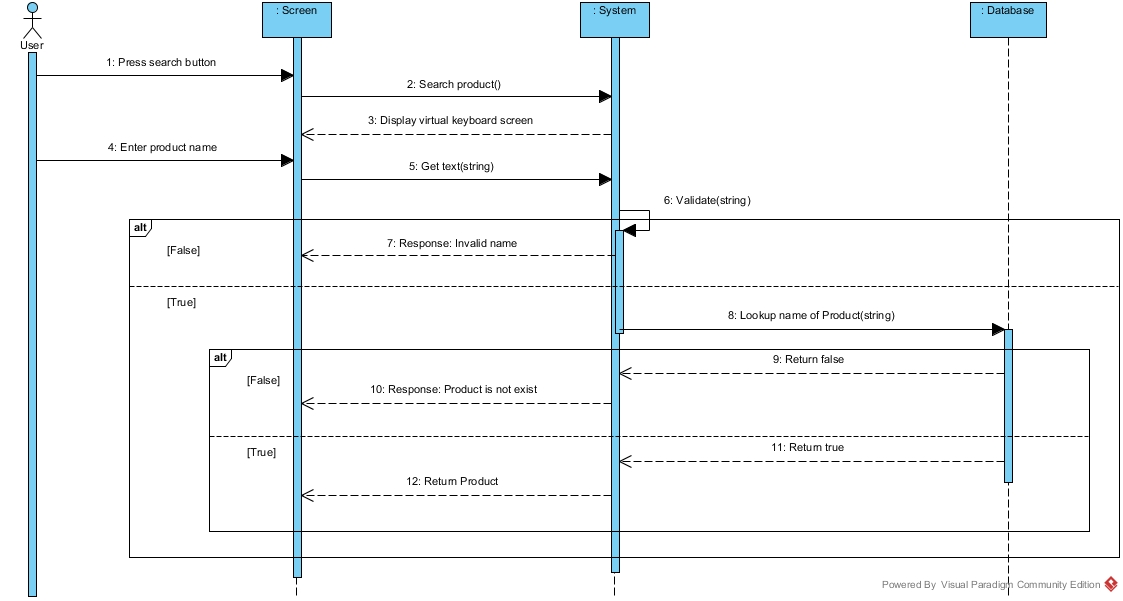 : Screen
: System
: Database
User
1: Press search button
2: Search product()
3: Display virtual keyboard screen
4: Enter product name
5: Get text(string)
6: Validate(string)
alt
7: Response: Invalid name
[False]
[True]
8: Lookup name of Product(string)
alt
9: Return false
[False]
10: Response: Product is not exist
11: Return true
[True]
12: Return Product
Powered By Visual Paradigm Community Edition